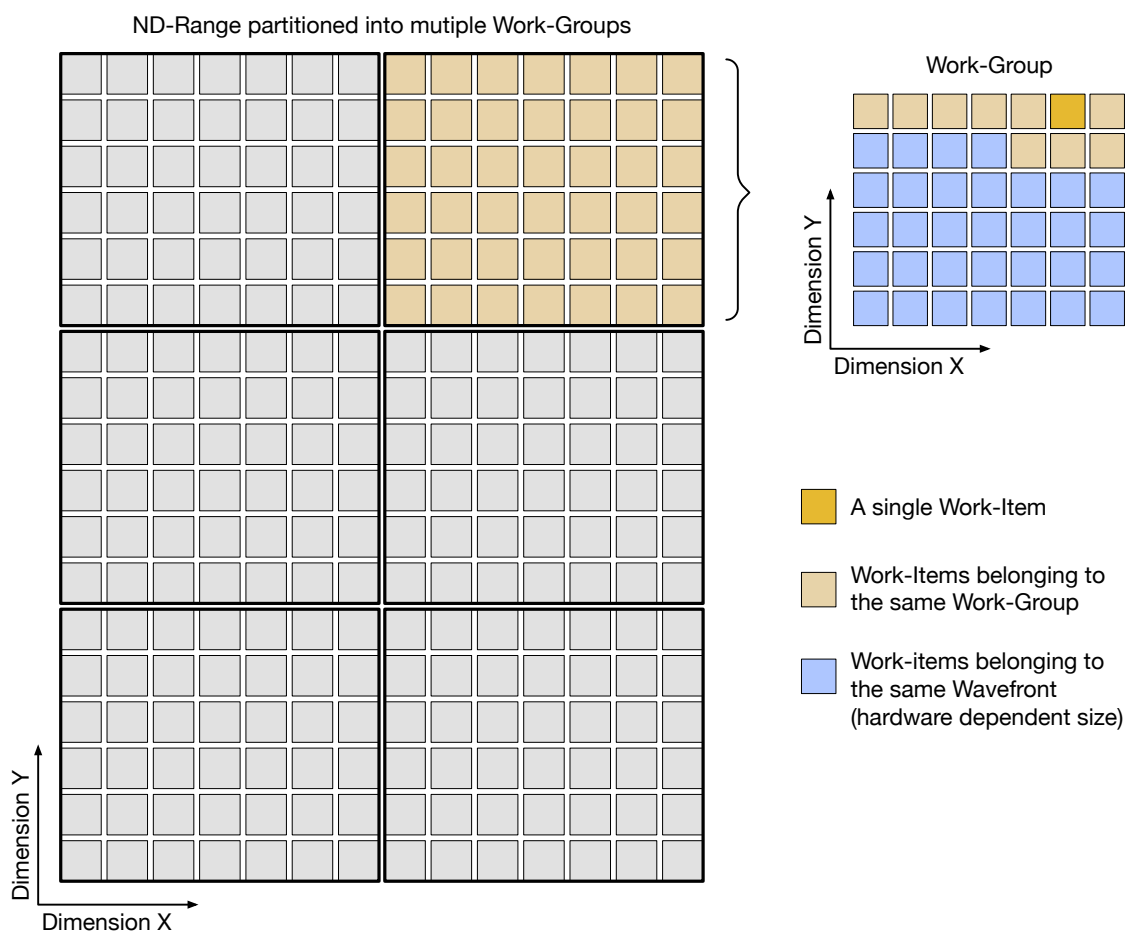 ND-Range partitioned into mutiple Work-Groups
Work-Group
Dimension Y
Dimension X
A single Work-Item
Work-Items belonging to
the same Work-Group
Work-items belonging to
the same Wavefront
(hardware dependent size)
Dimension Y
Dimension X